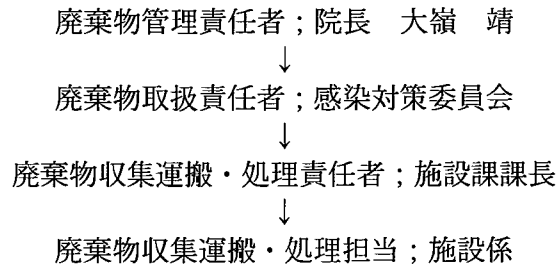 廃棄物管理責任者；院長　大嶺　靖
↓
廃棄物取扱責任者；感染対策委員会
↓
廃棄物収集運搬・処理責任者；施設課課長
↓
廃棄物収集運搬・処理担当；施設係